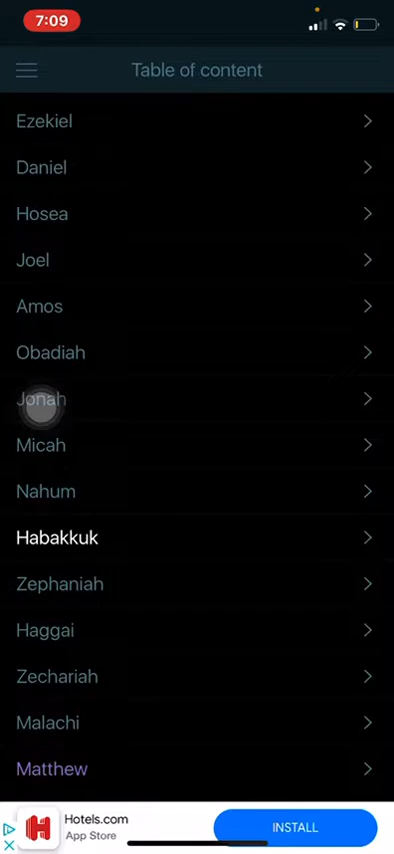 7:09
Table of content
Ezekiel
Daniel
Hosea
Joel
Amos
Obadiah
Jonah
Micah
Nahum
Habakkuk
Zephaniah
Haggai
Zechariah
Malachi
Matthew
Hotels.com
App Store
INSTALL